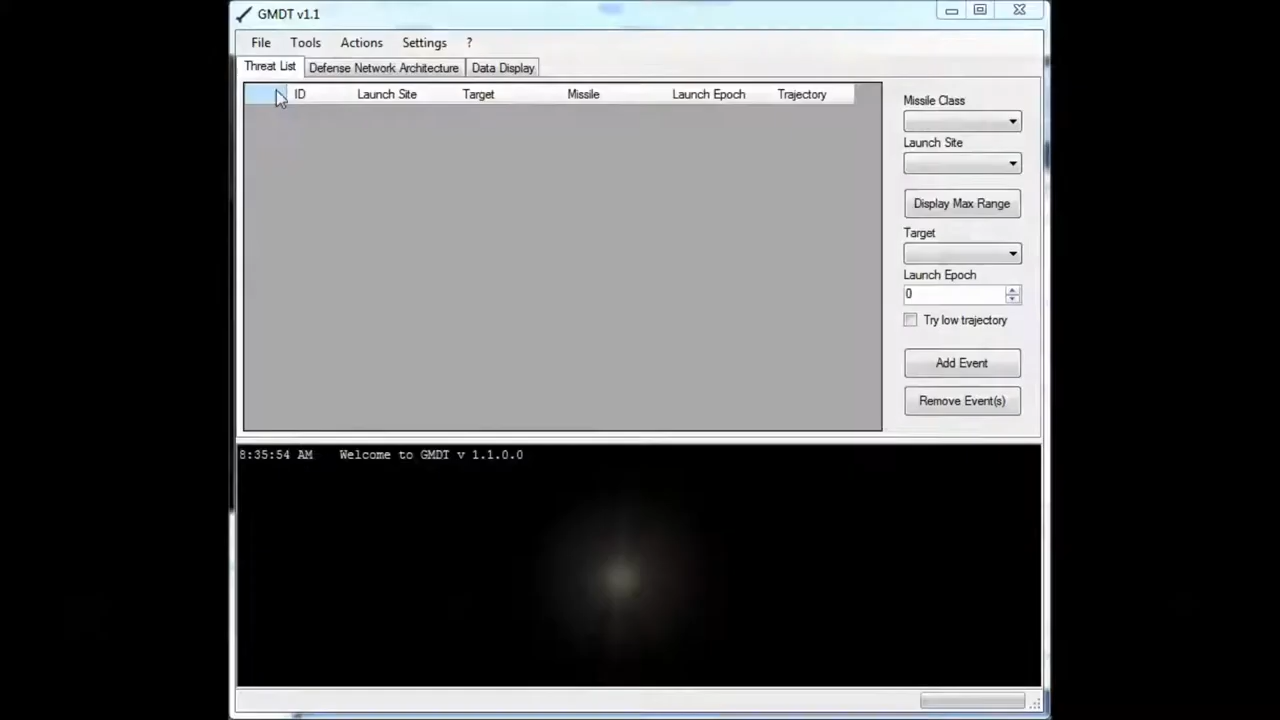 GMDT v1.1
File Tools Actions Settings ?
Threat List Defense Network Architecture Data Display
ID Launch Site Target Missile Launch Epoch Trajectory
Missile Class
Launch Site
Display Max Range
Target
Launch Epoch
0
Try low trajectory
Add Event
Remove Event(s)
8:35:54 AM Welcome to GMDT v 1.1.0.0